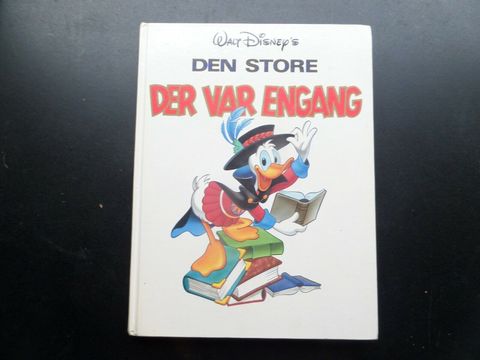 WALT DISNEY'S
DEN STORE
DER VAR ENGANG